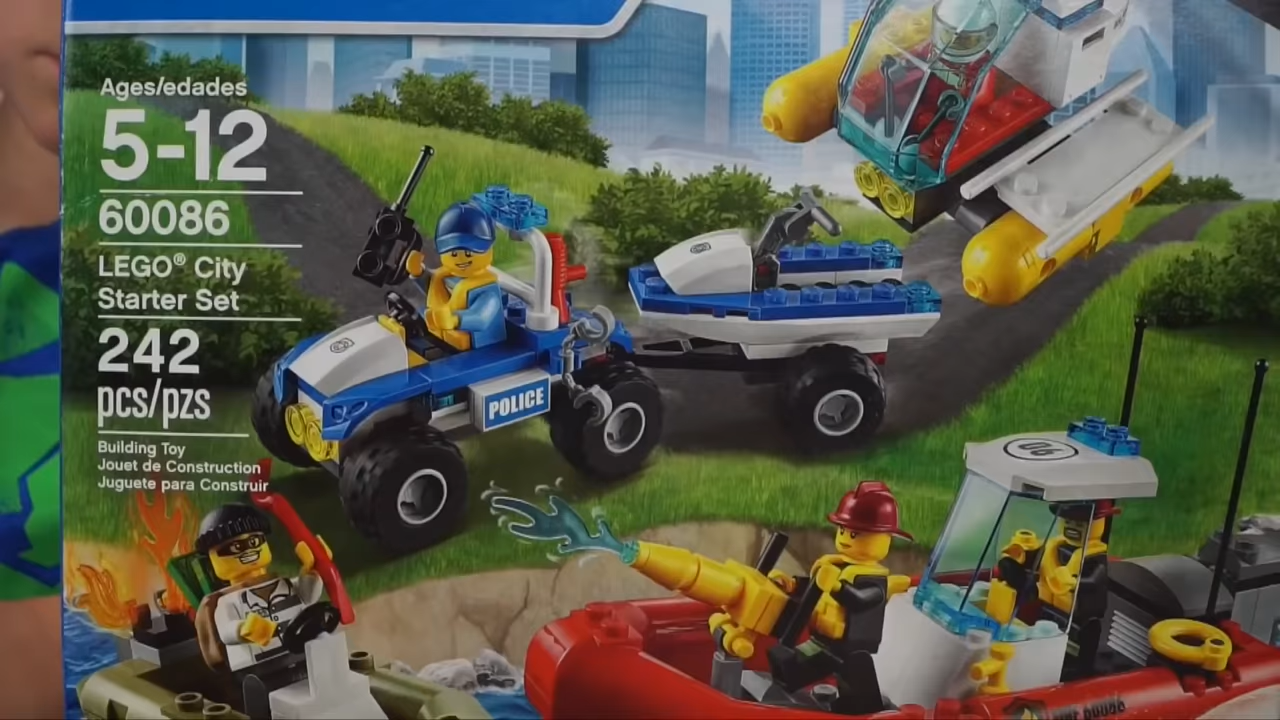 Ages/edades
5-12
60086
LEGO® City
Starter Set
242
pcs/pzs
Building Toy
Jouet de Construction
Juguete para Construir
POLICE
06